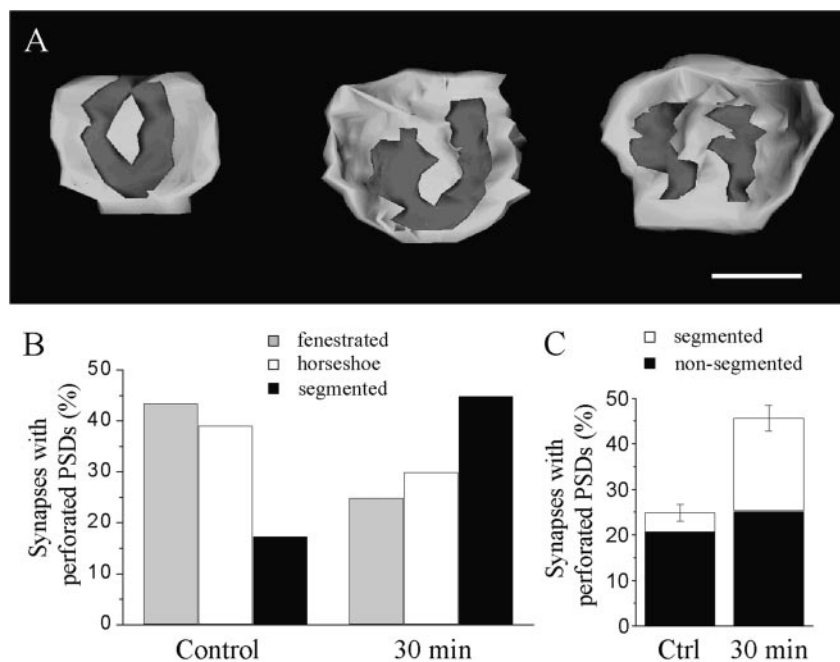 A
B
fenestrated
horseshoe
segmented
Synapses with
perforated PSDs (%)
50
40
30
20
10
0
Control
30 min
C
segmented
non-segmented
Synapses with
perforated PSDs (%)
50
40
30
20
10
0
Ctrl
30 min